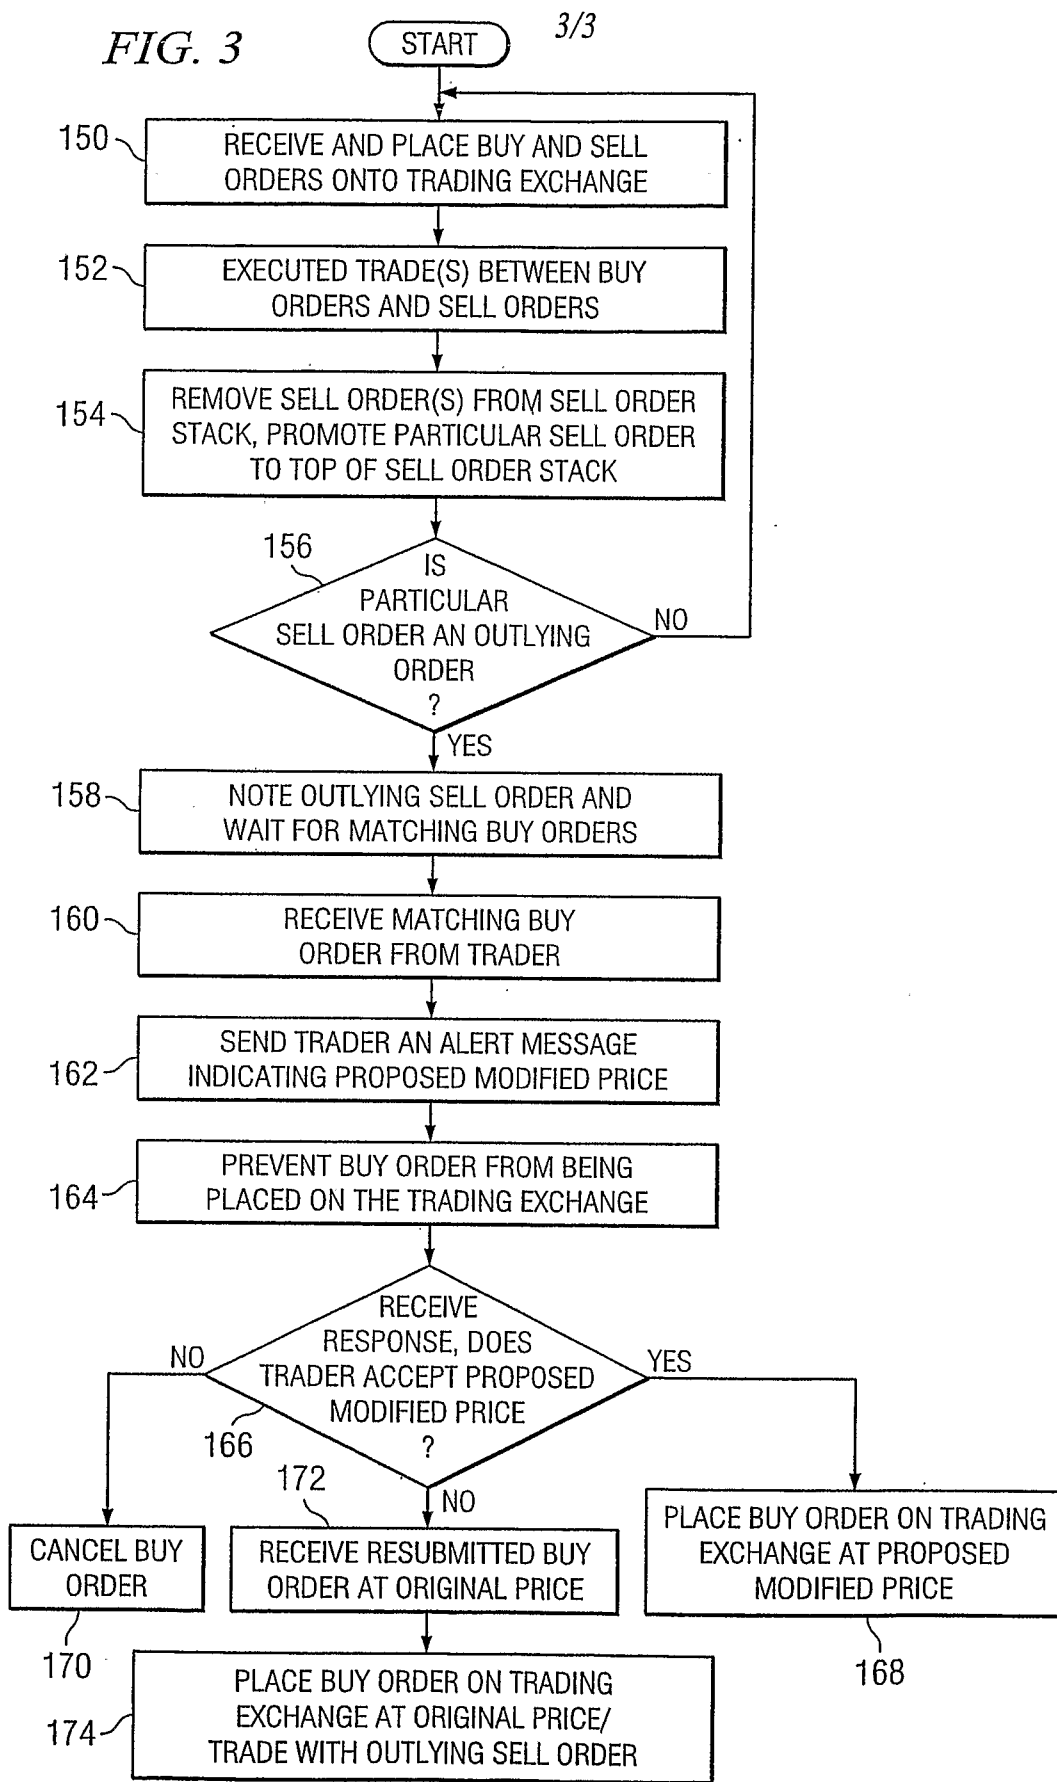 FIG. 3
3/3
START
150
RECEIVE AND PLACE BUY AND SELL
ORDERS ONTO TRADING EXCHANGE
152
EXECUTED TRADE(S) BETWEEN BUY
ORDERS AND SELL ORDERS
154
REMOVE SELL ORDER(S) FROM SELL ORDER
STACK, PROMOTE PARTICULAR SELL ORDER
TO TOP OF SELL ORDER STACK
156
IS
PARTICULAR
SELL ORDER AN OUTLYING
ORDER
?
NO
YES
158
NOTE OUTLYING SELL ORDER AND
WAIT FOR MATCHING BUY ORDERS
160
RECEIVE MATCHING BUY
ORDER FROM TRADER
162
SEND TRADER AN ALERT MESSAGE
INDICATING PROPOSED MODIFIED PRICE
164
PREVENT BUY ORDER FROM BEING
PLACED ON THE TRADING EXCHANGE
RECEIVE
RESPONSE, DOES
TRADER ACCEPT PROPOSED
MODIFIED PRICE
?
NO
YES
166
172
NO
CANCEL BUY
ORDER
170
RECEIVE RESUBMITTED BUY
ORDER AT ORIGINAL PRICE
PLACE BUY ORDER ON TRADING
EXCHANGE AT PROPOSED
MODIFIED PRICE
168
174
PLACE BUY ORDER ON TRADING
EXCHANGE AT ORIGINAL PRICE/
TRADE WITH OUTLYING SELL ORDER